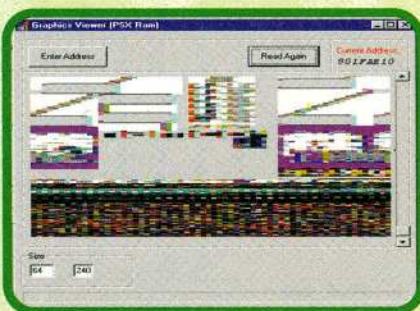 Graphics Viewer (PSX Ram)
Enter Address
Read Again
Current Address:
801FAE10
Size
64
240